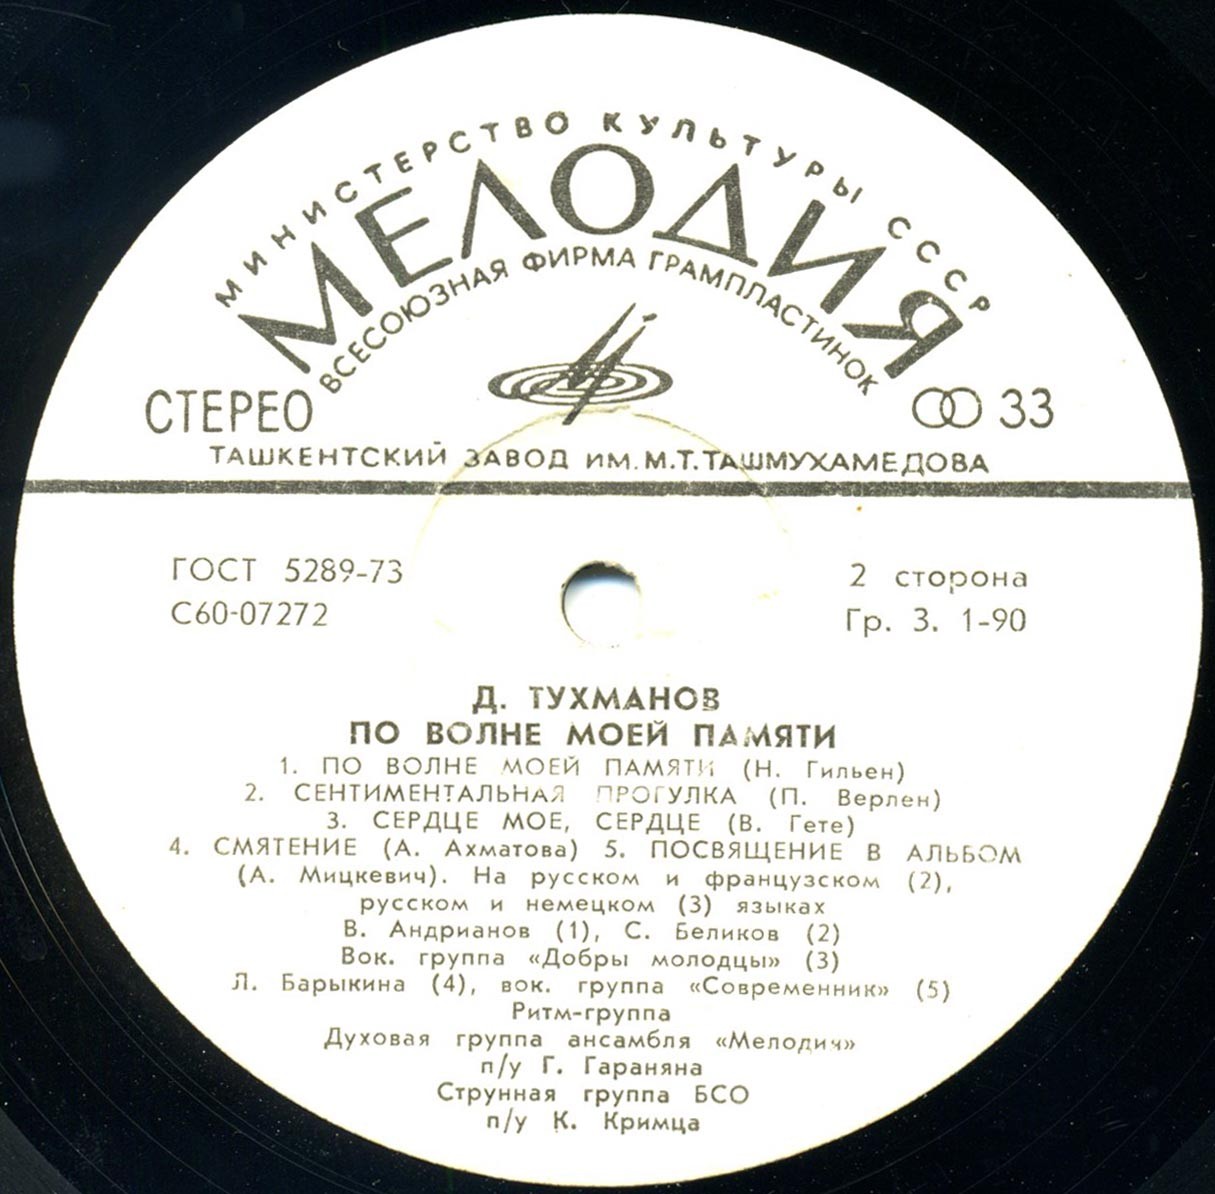 МИНИСТЕРСТВО КУЛЬТУРЫ СССР
МЕЛОДИЯ
ВСЕСОЮЗНАЯ ФИРМА ГРАМПЛАСТИНОК
СТЕРЕО
33
ТАШКЕНТСКИЙ ЗАВОД ИМ. М.Т.ТАШМУХАМЕДОВА
ГОСТ 5289-73
С60-07272
2 сторона
Гр. 3. 1-90
Д. ТУХМАНОВ
ПО ВОЛНЕ МОЕЙ ПАМЯТИ
1. ПО ВОЛНЕ МОЕЙ ПАМЯТИ (Н. Гильен)
2. СЕНТИМЕНТАЛЬНАЯ ПРОГУЛКА (П. Верлен)
3. СЕРДЦЕ МОЕ, СЕРДЦЕ (В. Гете)
4. СМЯТЕНИЕ (А. Ахматова) 5. ПОСВЯЩЕНИЕ В АЛЬБОМ
(А. Мицкевич). На русском и французском (2),
русском и немецком (3) языках
В. Андрианов (1), С. Беликов (2)
Вок. группа «Добры молодцы» (3)
Л. Барыкина (4), вок. группа «Современник» (5)
Ритм-группа
Духовая группа ансамбля «Мелодия»
п/у Г. Гараняна
Струнная группа БСО
п/у К. Кримца